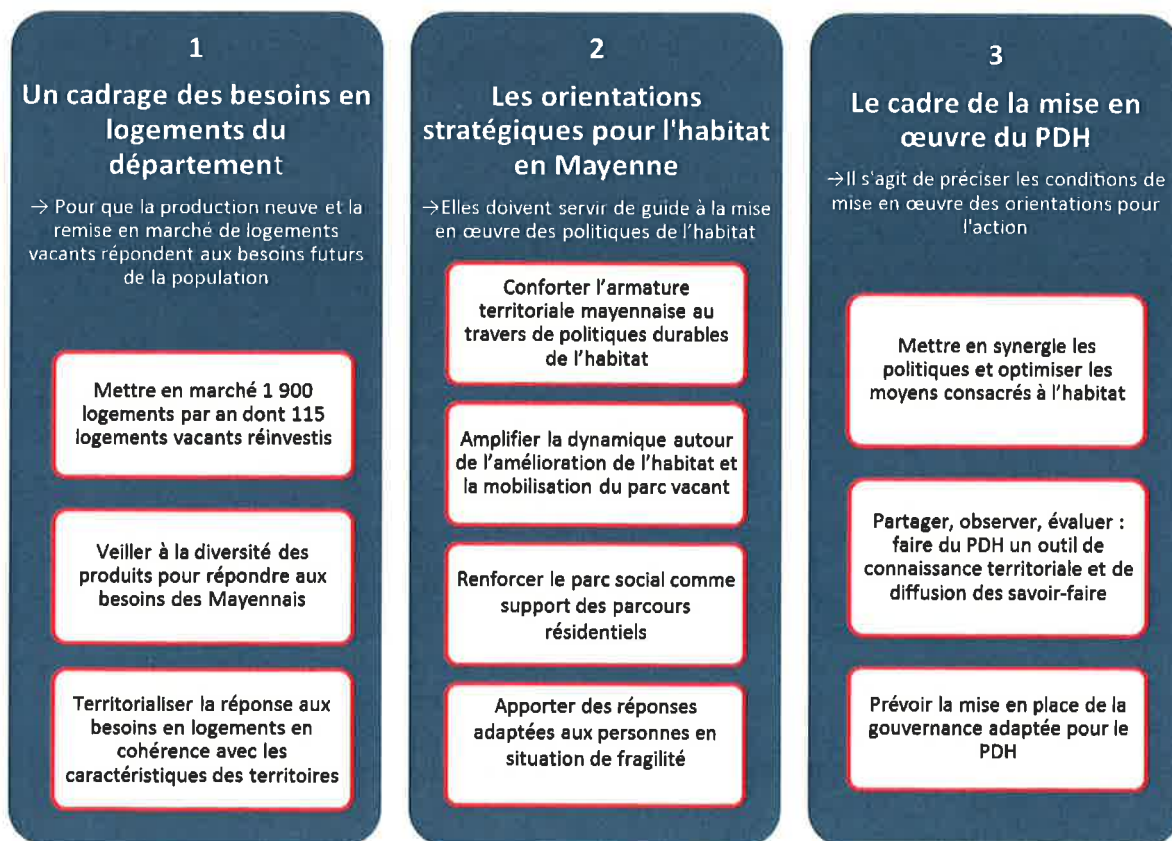 1
Un cadrage des besoins en
logements du
département
→ Pour que la production neuve et la
remise en marché de logements
vacants répondent aux besoins futurs
de la population
Mettre en marché 1 900
logements par an dont 115
logements vacants réinvestis
Veiller à la diversité des
produits pour répondre aux
besoins des Mayennais
Territorialiser la réponse aux
besoins en logements en
cohérence avec les
caractéristiques des territoires
2
Les orientations
stratégiques pour l'habitat
en Mayenne
→Elles doivent servir de guide à la mise
en œuvre des politiques de l'habitat
Conforter l'armature
territoriale mayennaise au
travers de politiques durables
de l'habitat
Amplifier la dynamique autour
de l'amélioration de l'habitat et
la mobilisation du parc vacant
Renforcer le parc social comme
support des parcours
résidentiels
Apporter des réponses
adaptées aux personnes en
situation de fragilité
3
Le cadre de la mise en
œuvre du PDH
→Il s'agit de préciser les conditions de
mise en œuvre des orientations pour
l'action
Mettre en synergie les
politiques et optimiser les
moyens consacrés à l'habitat
Partager, observer, évaluer :
faire du PDH un outil de
connaissance territoriale et de
diffusion des savoir-faire
Prévoir la mise en place de la
gouvernance adaptée pour le
PDH